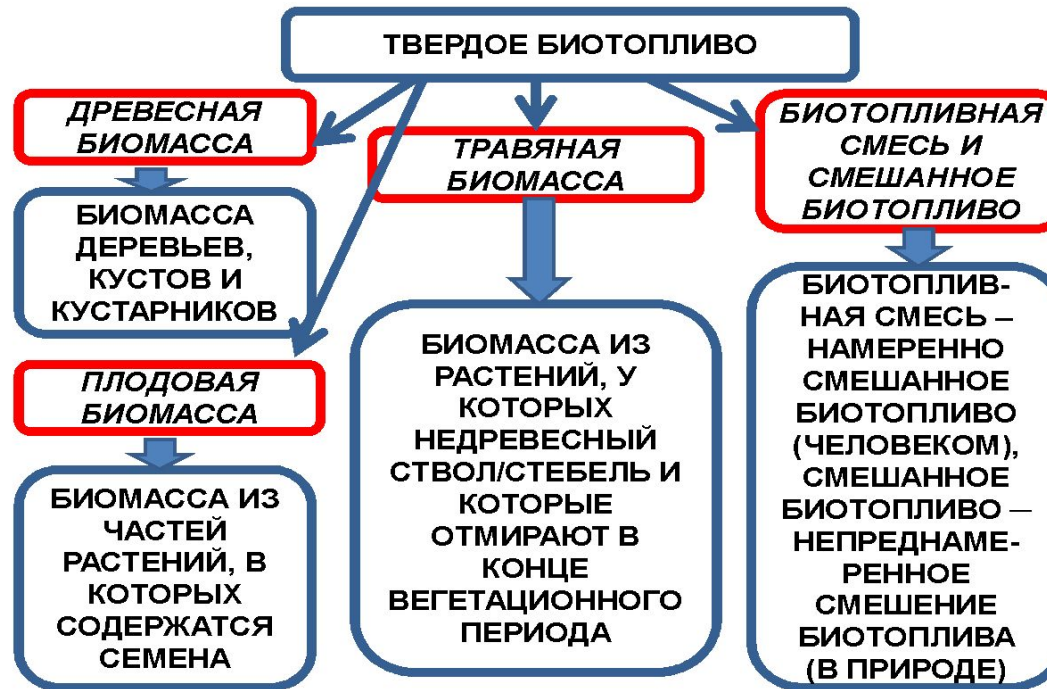 ТВЕРДОЕ БИОТОПЛИВО
ДРЕВЕСНАЯ
БИОМАССА
БИОМАССА
ДЕРЕВЬЕВ,
КУСТОВ И
КУСТАРНИКОВ
ПЛОДОВАЯ
БИОМАССА
БИОМАССА ИЗ
ЧАСТЕЙ
РАСТЕНИЙ, В
КОТОРЫХ
СОДЕРЖАТСЯ
СЕМЕНА
ТРАВЯНАЯ
БИОМАССА
БИОМАССА ИЗ
РАСТЕНИЙ, У
КОТОРЫХ
НЕДРЕВЕСНЫЙ
СТВОЛ/СТЕБЕЛЬ И
КОТОРЫЕ
ОТМИРАЮТ В
КОНЦЕ
ВЕГЕТАЦИОННОГО
ПЕРИОДА
БИОТОПЛИВНАЯ
СМЕСЬ И
СМЕШАННОЕ
БИОТОПЛИВО
БИОТОПЛИВ-
НАЯ СМЕСЬ –
НАМЕРЕННО
СМЕШАННОЕ
БИОТОПЛИВО
(ЧЕЛОВЕКОМ),
СМЕШАННОЕ
БИОТОПЛИВО —
НЕПРЕДНАМЕ-
РЕННОЕ
СМЕШЕНИЕ
БИОТОПЛИВА
(В ПРИРОДЕ)